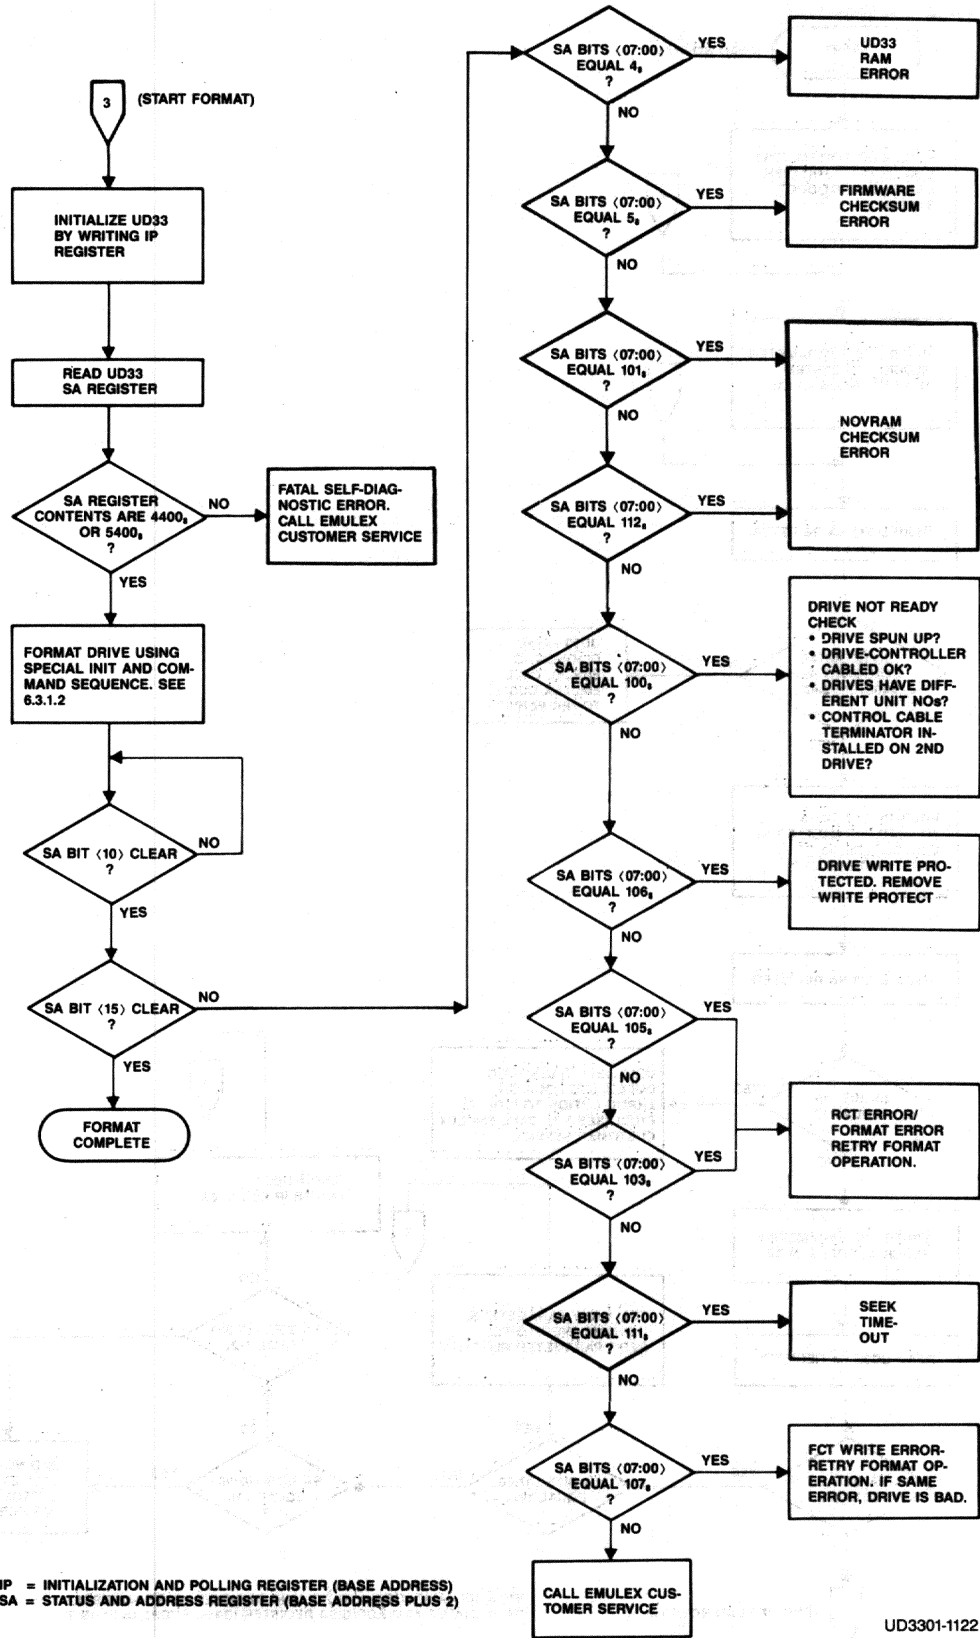 3
(START FORMAT)
INITIALIZE UD33
BY WRITING IP
REGISTER
READ UD33
SA REGISTER
SA REGISTER
CONTENTS ARE 4400₈
OR 5400₈
?
NO
YES
FATAL SELF-DIAG-
NOSTIC ERROR.
CALL EMULEX
CUSTOMER SERVICE
FORMAT DRIVE USING
SPECIAL INIT AND COM-
MAND SEQUENCE. SEE
6.3.1.2
SA BIT ⟨10⟩ CLEAR
?
NO
YES
SA BIT ⟨15⟩ CLEAR
?
NO
YES
FORMAT
COMPLETE
SA BITS ⟨07:00⟩
EQUAL 4₈
?
YES
NO
UD33
RAM
ERROR
SA BITS ⟨07:00⟩
EQUAL 5₈
?
YES
NO
FIRMWARE
CHECKSUM
ERROR
SA BITS ⟨07:00⟩
EQUAL 101₈
?
YES
NO
SA BITS ⟨07:00⟩
EQUAL 112₈
?
YES
NO
NOVRAM
CHECKSUM
ERROR
SA BITS ⟨07:00⟩
EQUAL 100₈
?
YES
NO
DRIVE NOT READY
CHECK
• DRIVE SPUN UP?
• DRIVE-CONTROLLER
CABLED OK?
• DRIVES HAVE DIFF-
ERENT UNIT NOs?
• CONTROL CABLE
TERMINATOR IN-
STALLED ON 2ND
DRIVE?
SA BITS ⟨07:00⟩
EQUAL 106₈
?
YES
NO
DRIVE WRITE PRO-
TECTED. REMOVE
WRITE PROTECT
SA BITS ⟨07:00⟩
EQUAL 105₈
?
YES
NO
SA BITS ⟨07:00⟩
EQUAL 103₈
?
YES
NO
RCT ERROR/
FORMAT ERROR
RETRY FORMAT
OPERATION.
SA BITS ⟨07:00⟩
EQUAL 111₈
?
YES
NO
SEEK
TIME-
OUT
SA BITS ⟨07:00⟩
EQUAL 107₈
?
YES
NO
FCT WRITE ERROR-
RETRY FORMAT OP-
ERATION. IF SAME
ERROR, DRIVE IS BAD.
CALL EMULEX CUS-
TOMER SERVICE
IP = INITIALIZATION AND POLLING REGISTER (BASE ADDRESS)
SA = STATUS AND ADDRESS REGISTER (BASE ADDRESS PLUS 2)
UD3301-1122